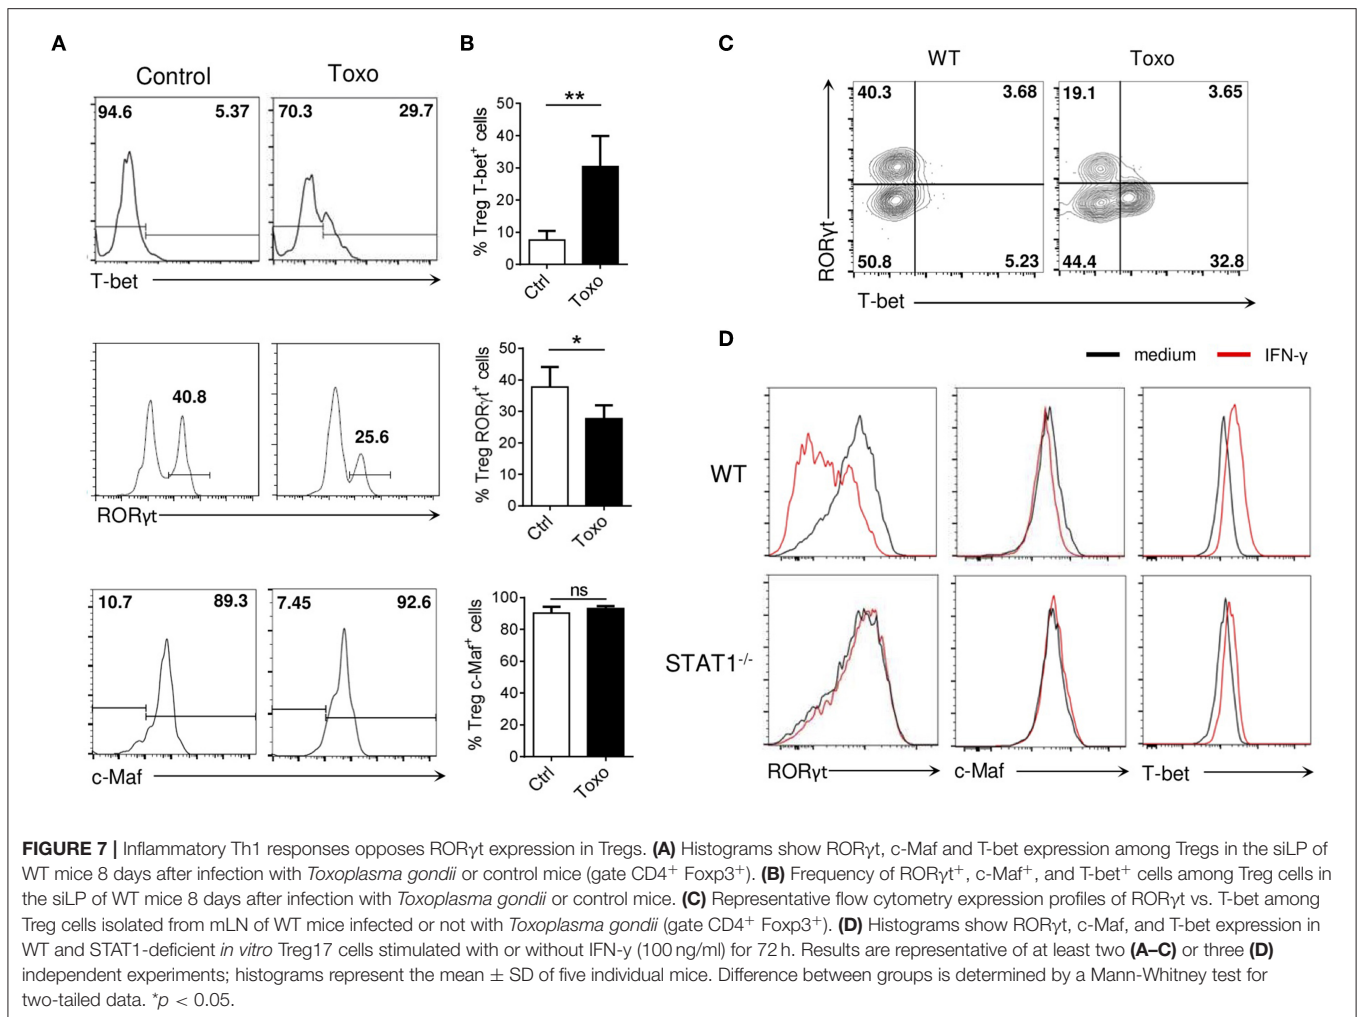 A
Control
Toxo
94.6
5.37
70.3
29.7
T-bet
40.8
25.6
RORγt
10.7
89.3
7.45
92.6
c-Maf
B
% Treg T-bet⁺ cells
50
40
30
20
10
0
**
Ctrl
Toxo
% Treg RORγt⁺ cells
50
40
30
20
10
0
*
Ctrl
Toxo
% Treg c-Maf⁺ cells
100
80
60
40
20
0
ns
Ctrl
Toxo
C
WT
Toxo
40.3
3.68
19.1
3.65
50.8
5.23
44.4
32.8
RORγt
T-bet
D
medium
IFN-γ
WT
STAT1⁻/⁻
RORγt
c-Maf
T-bet
FIGURE 7 | Inflammatory Th1 responses opposes RORγt expression in Tregs. (A) Histograms show RORγt, c-Maf and T-bet expression among Tregs in the siLP of
WT mice 8 days after infection with Toxoplasma gondii or control mice (gate CD4⁺ Foxp3⁺). (B) Frequency of RORγt⁺, c-Maf⁺, and T-bet⁺ cells among Treg cells in
the siLP of WT mice 8 days after infection with Toxoplasma gondii or control mice. (C) Representative flow cytometry expression profiles of RORγt vs. T-bet among
Treg cells isolated from mLN of WT mice infected or not with Toxoplasma gondii (gate CD4⁺ Foxp3⁺). (D) Histograms show RORγt, c-Maf, and T-bet expression in
WT and STAT1-deficient in vitro Treg17 cells stimulated with or without IFN-y (100 ng/ml) for 72 h. Results are representative of at least two (A–C) or three (D)
independent experiments; histograms represent the mean ± SD of five individual mice. Difference between groups is determined by a Mann-Whitney test for
two-tailed data. *p < 0.05.